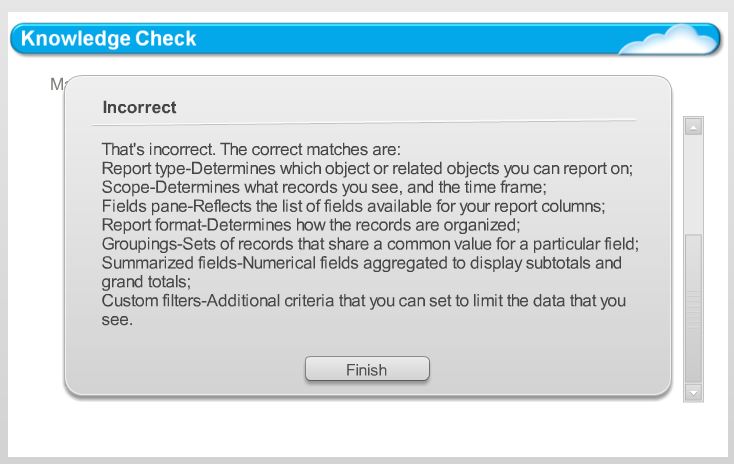 Knowledge Check
Incorrect
That's incorrect. The correct matches are:
Report type-Determines which object or related objects you can report on;
Scope-Determines what records you see, and the time frame;
Fields pane-Reflects the list of fields available for your report columns;
Report format-Determines how the records are organized;
Groupings-Sets of records that share a common value for a particular field;
Summarized fields-Numerical fields aggregated to display subtotals and
grand totals;
Custom filters-Additional criteria that you can set to limit the data that you
see.
Finish